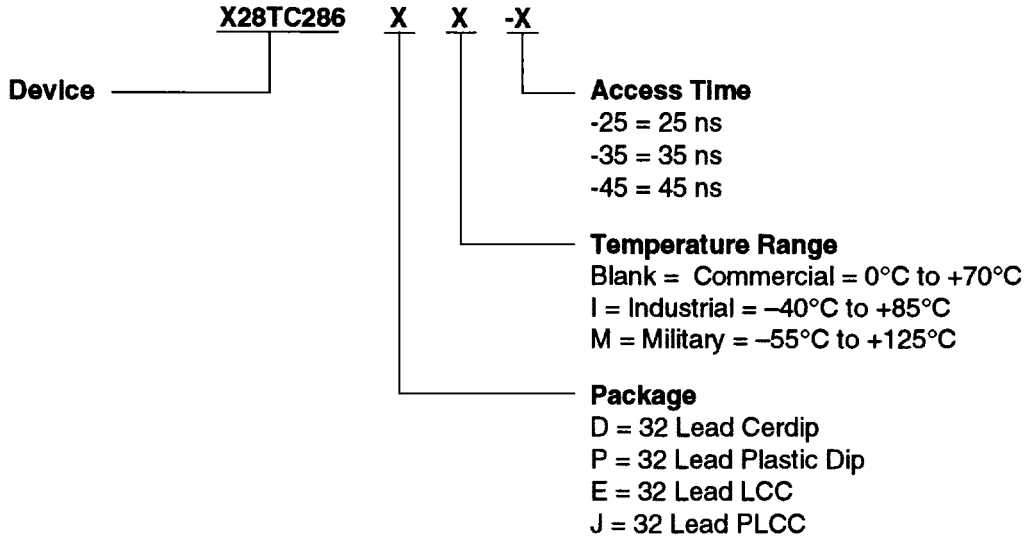 X28TC286 X X -X
Device
Access Time
-25 = 25 ns
-35 = 35 ns
-45 = 45 ns
Temperature Range
Blank = Commercial = 0°C to +70°C
I = Industrial = –40°C to +85°C
M = Military = –55°C to +125°C
Package
D = 32 Lead Cerdip
P = 32 Lead Plastic Dip
E = 32 Lead LCC
J = 32 Lead PLCC